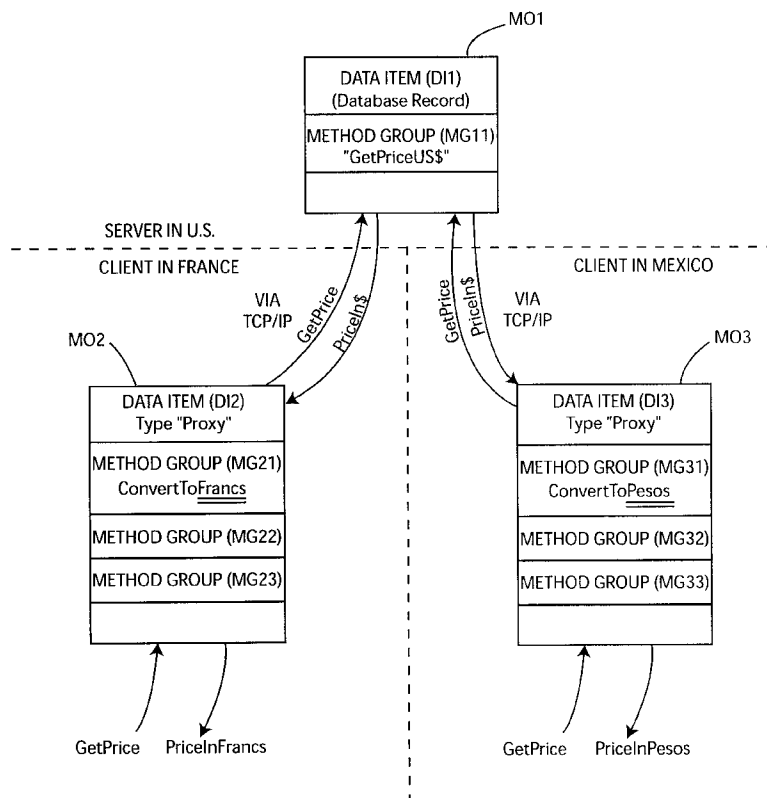 MO1
DATA ITEM (DI1)
(Database Record)
METHOD GROUP (MG11)
"GetPriceUS$"
SERVER IN U.S.
CLIENT IN FRANCE
CLIENT IN MEXICO
VIA
TCP/IP
GetPrice
PriceIn$
GetPrice
PriceIn$
VIA
TCP/IP
MO2
DATA ITEM (DI2)
Type "Proxy"
METHOD GROUP (MG21)
ConvertToFrancs
METHOD GROUP (MG22)
METHOD GROUP (MG23)
GetPrice
PriceInFrancs
MO3
DATA ITEM (DI3)
Type "Proxy"
METHOD GROUP (MG31)
ConvertToPesos
METHOD GROUP (MG32)
METHOD GROUP (MG33)
GetPrice
PriceInPesos